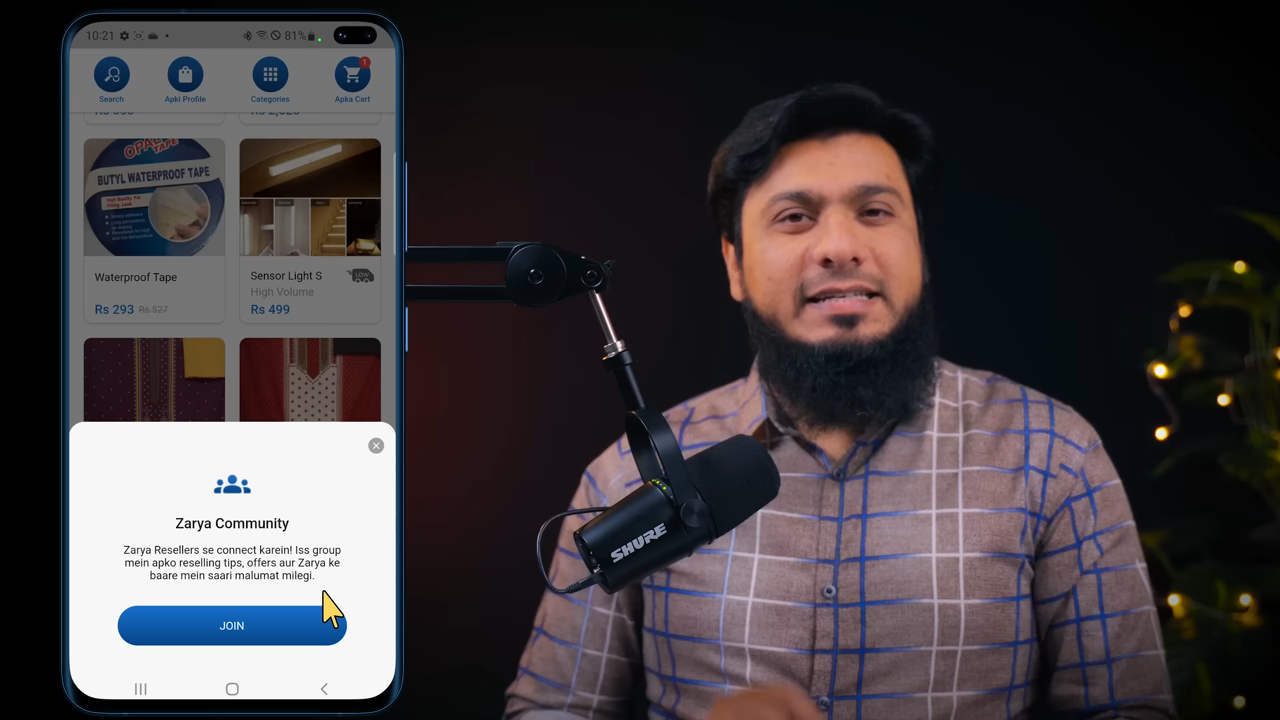 10:21
81%
Search
Apki Profile
Categories
1
Apka Cart
OPAL
TAPE
BUTYL WATERPROOF TAPE
Waterproof Tape
Rs 293 Rs 527
Sensor Light S
LOW
High Volume
Rs 499
Zarya Community
Zarya Resellers se connect karein! Iss group
mein apko reselling tips, offers aur Zarya ke
baare mein saari malumat milegi.
JOIN
SHURE